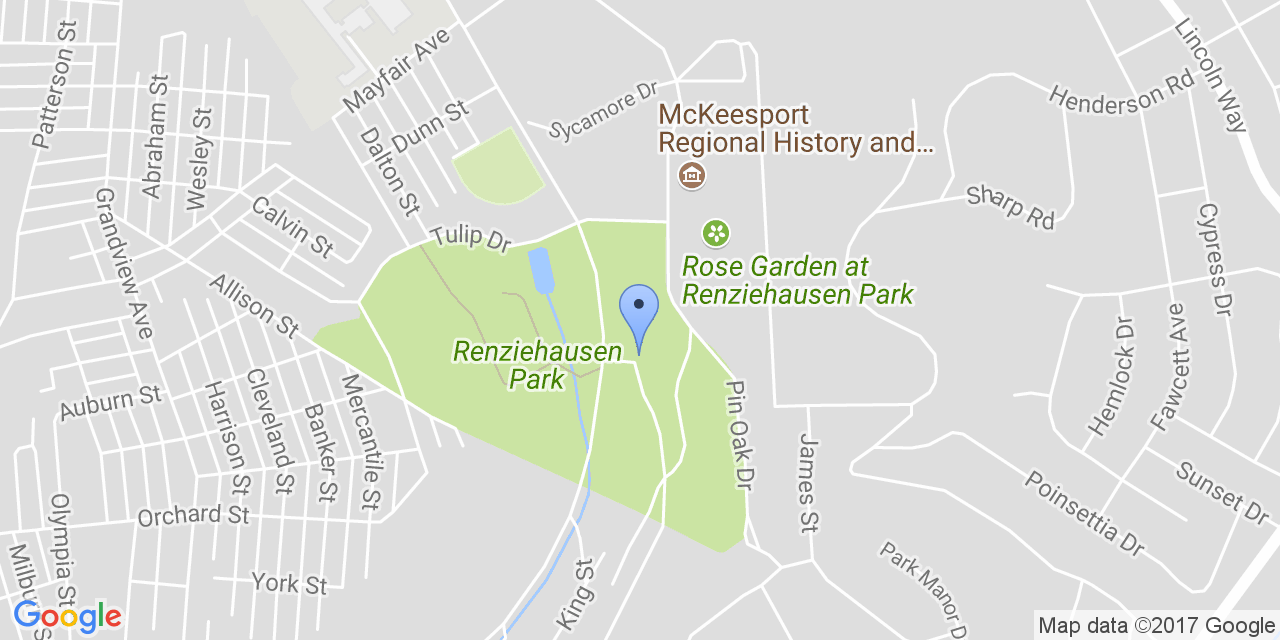 Patterson St
Mayfair Ave
Lincoln Way
Abraham St
Wesley St
Dunn St
Sycamore Dr
McKeesport
Regional History and...
Henderson Rd
Dalton St
Calvin St
Grandview Ave
Tulip Dr
Sharp Rd
Cypress Dr
Rose Garden at
Renziehausen Park
Allison St
Renziehausen
Park
Hemlock Dr
Fawcett Ave
Auburn St
Harrison St
Cleveland St
Banker St
Mercantile St
Pin Oak Dr
James St
Poinsettia Dr
Sunset Dr
Olympia St
Orchard St
York St
King St
Park Manor D
Google
Map data ©2017 Google